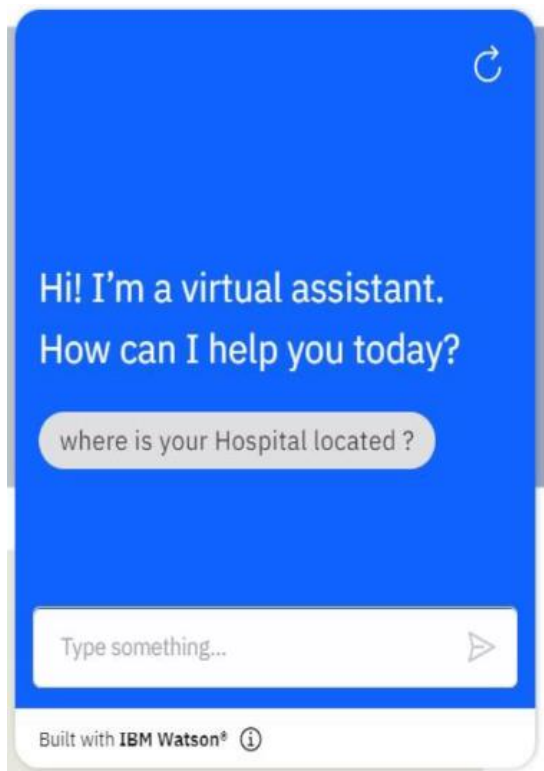 Hi! I'm a virtual assistant.
How can I help you today?
where is your Hospital located ?
Type something...
Built with IBM Watson®